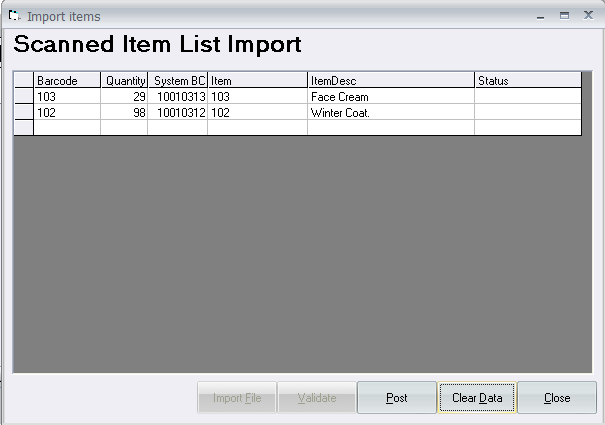 Import items
Scanned Item List Import
Barcode Quantity System BC Item ItemDesc Status
103 29 10010313 103 Face Cream
102 98 10010312 102 Winter Coat.
Import File Validate Post Clear Data Close